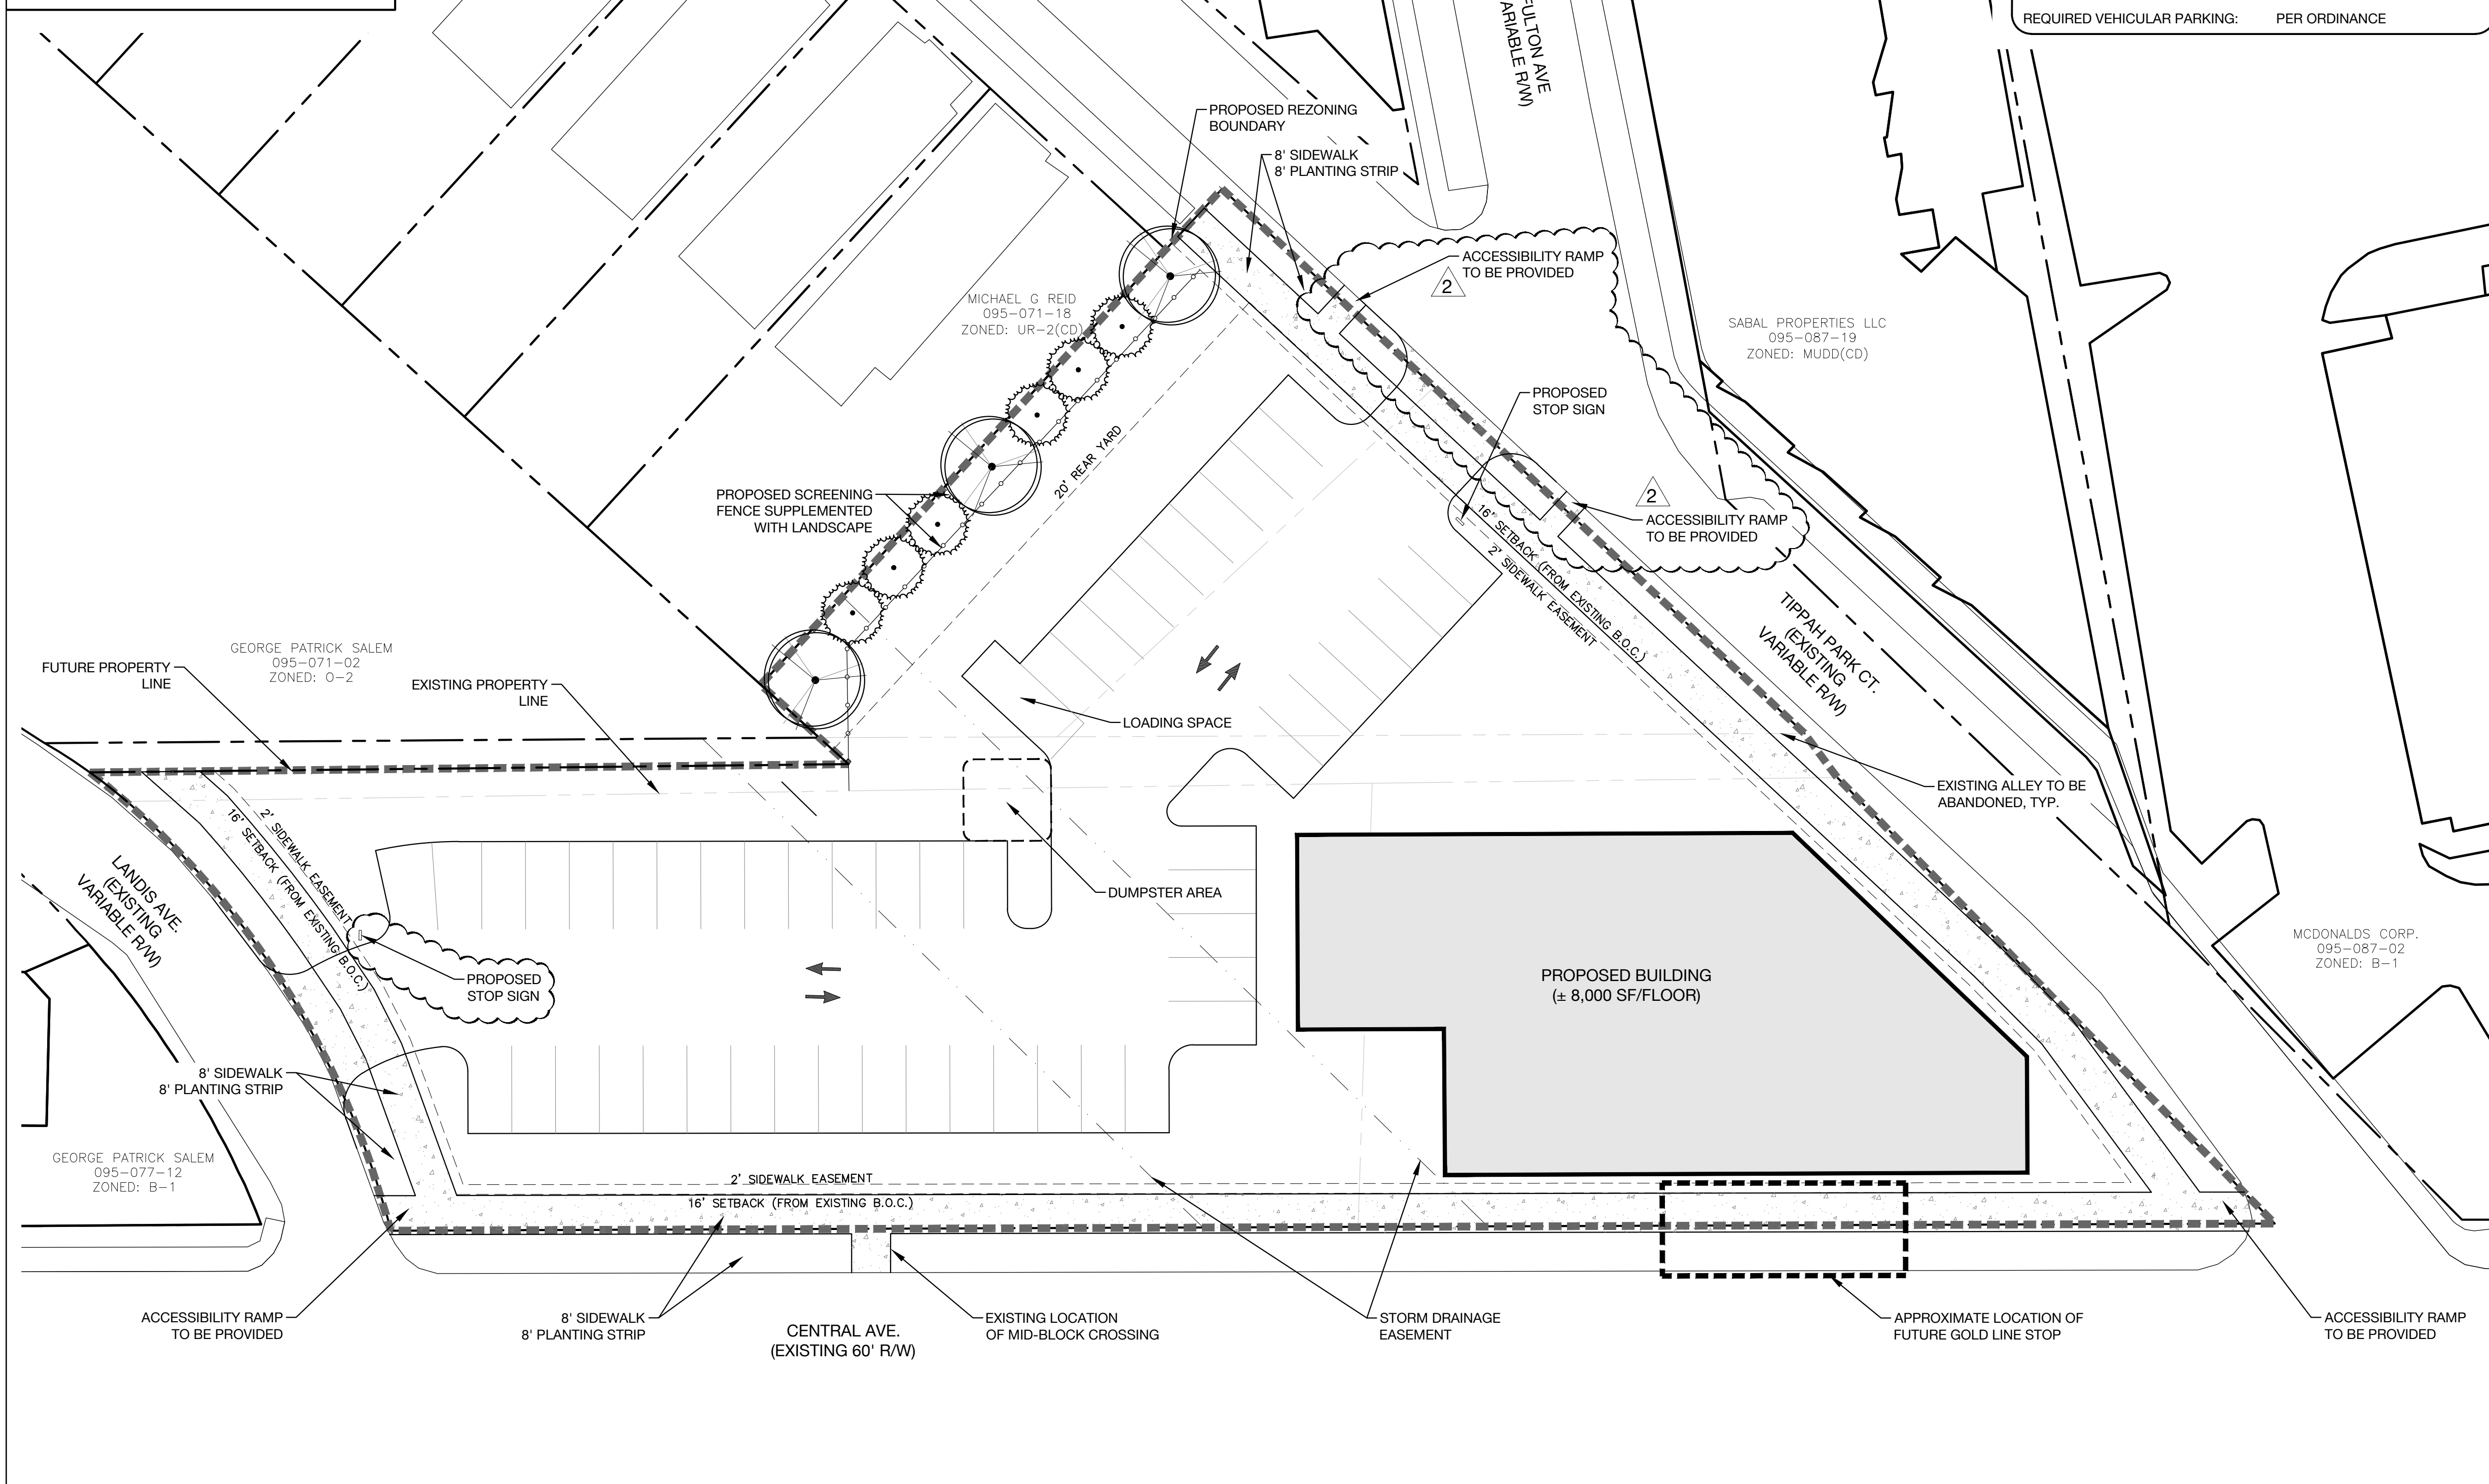 REQUIRED VEHICULAR PARKING: PER ORDINANCE
FULTON AVE
VARIABLE R/W)
PROPOSED REZONING
BOUNDARY
8' SIDEWALK
8' PLANTING STRIP
ACCESSIBILITY RAMP
TO BE PROVIDED
2
MICHAEL G REID
095-071-18
ZONED: UR-2(CD)
SABAL PROPERTIES LLC
095-087-19
ZONED: MUDD(CD)
PROPOSED
STOP SIGN
20' REAR YARD
PROPOSED SCREENING
FENCE SUPPLEMENTED
WITH LANDSCAPE
2
ACCESSIBILITY RAMP
TO BE PROVIDED
16' SETBACK (FROM EXISTING B.O.C.)
2' SIDEWALK EASEMENT
TIPPAH PARK CT.
(EXISTING
VARIABLE R/W)
GEORGE PATRICK SALEM
095-071-02
ZONED: O-2
FUTURE PROPERTY
LINE
EXISTING PROPERTY
LINE
LOADING SPACE
EXISTING ALLEY TO BE
ABANDONED, TYP.
2' SIDEWALK EASEMENT
16' SETBACK (FROM EXISTING B.O.C.)
LANDIS AVE.
(EXISTING
VARIABLE R/W)
DUMPSTER AREA
PROPOSED
STOP SIGN
PROPOSED BUILDING
(± 8,000 SF/FLOOR)
MCDONALDS CORP.
095-087-02
ZONED: B-1
8' SIDEWALK
8' PLANTING STRIP
GEORGE PATRICK SALEM
095-077-12
ZONED: B-1
2' SIDEWALK EASEMENT
16' SETBACK (FROM EXISTING B.O.C.)
ACCESSIBILITY RAMP
TO BE PROVIDED
8' SIDEWALK
8' PLANTING STRIP
CENTRAL AVE.
(EXISTING 60' R/W)
EXISTING LOCATION
OF MID-BLOCK CROSSING
STORM DRAINAGE
EASEMENT
APPROXIMATE LOCATION OF
FUTURE GOLD LINE STOP
ACCESSIBILITY RAMP
TO BE PROVIDED